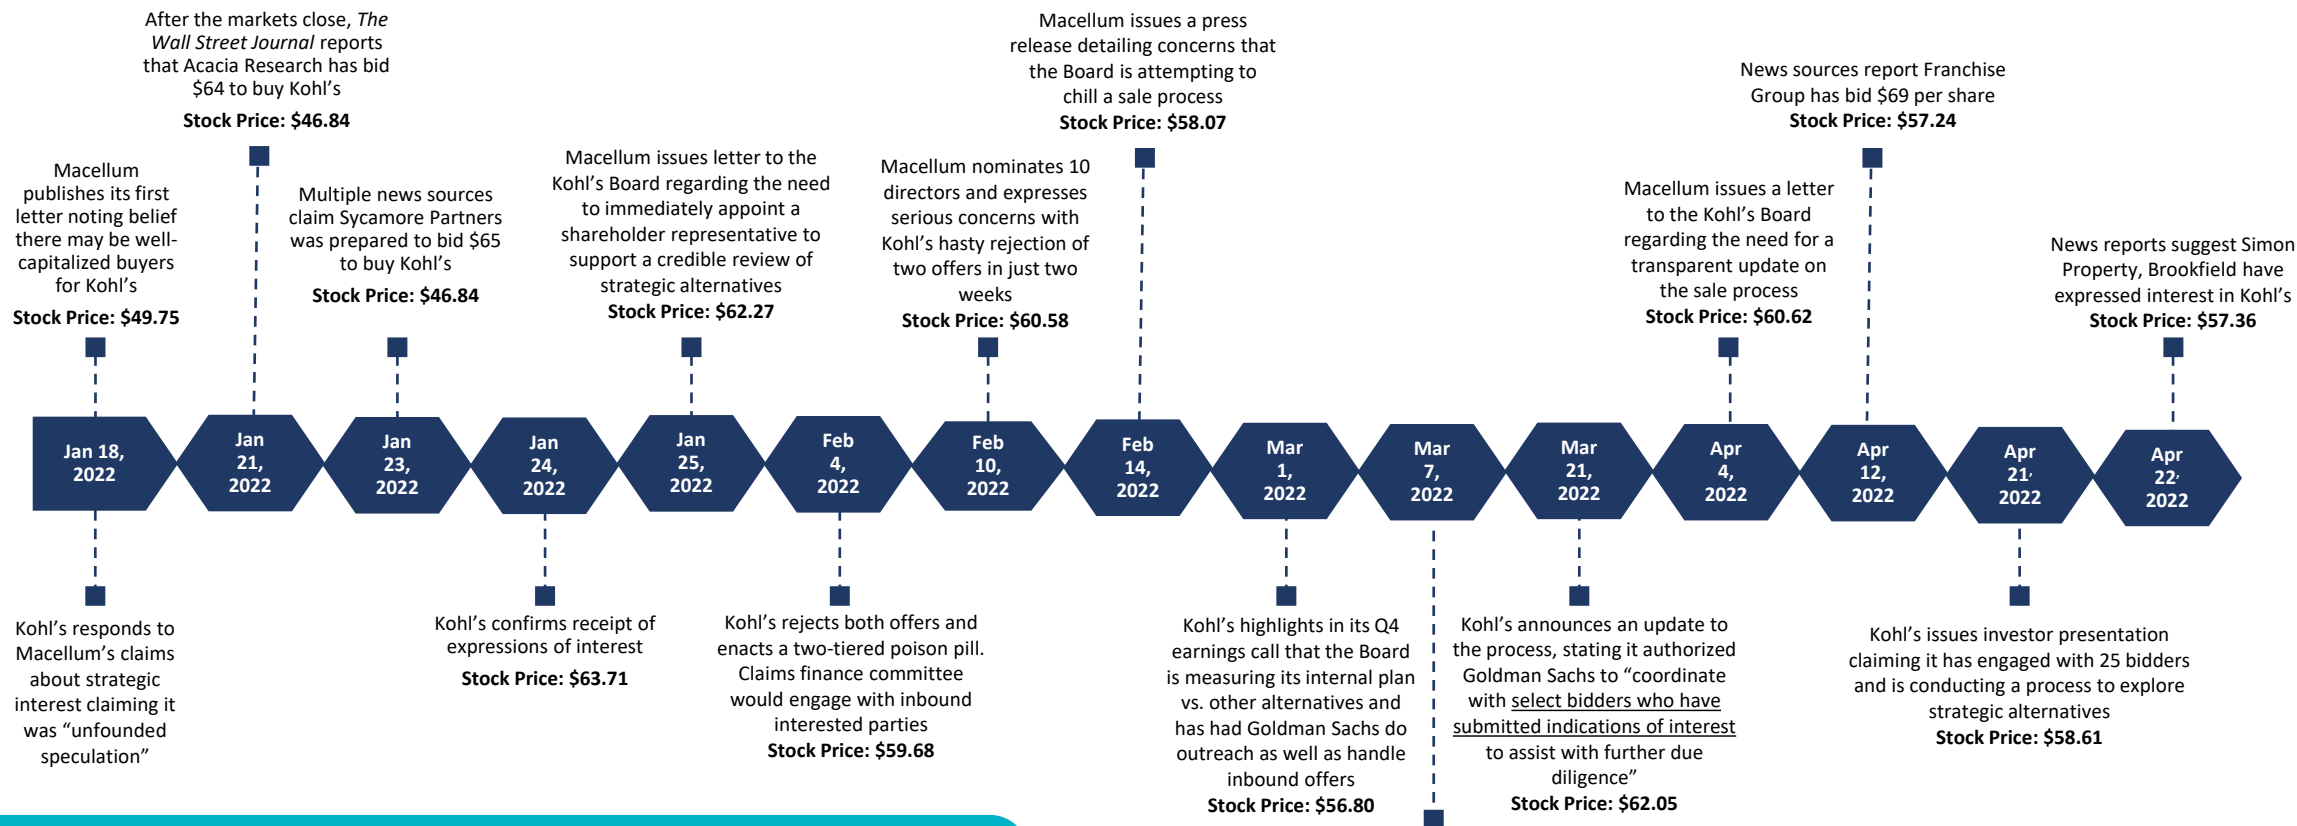 After the markets close, The
Wall Street Journal reports
that Acacia Research has bid
$64 to buy Kohl's
Stock Price: $46.84
Macellum issues a press
release detailing concerns that
the Board is attempting to
chill a sale process
Stock Price: $58.07
News sources report Franchise
Group has bid $69 per share
Stock Price: $57.24
Macellum
publishes its first
letter noting belief
there may be well-
capitalized buyers
for Kohl's
Stock Price: $49.75
Multiple news sources
claim Sycamore Partners
was prepared to bid $65
to buy Kohl's
Stock Price: $46.84
Macellum issues letter to the
Kohl's Board regarding the need
to immediately appoint a
shareholder representative to
support a credible review of
strategic alternatives
Stock Price: $62.27
Macellum nominates 10
directors and expresses
serious concerns with
Kohl's hasty rejection of
two offers in just two
weeks
Stock Price: $60.58
Macellum issues a letter
to the Kohl's Board
regarding the need for a
transparent update on
the sale process
Stock Price: $60.62
News reports suggest Simon
Property, Brookfield have
expressed interest in Kohl's
Stock Price: $57.36
Jan 18,
2022
Jan
21,
2022
Jan
23,
2022
Jan
24,
2022
Jan
25,
2022
Feb
4,
2022
Feb
10,
2022
Feb
14,
2022
Mar
1,
2022
Mar
7,
2022
Mar
21,
2022
Apr
4,
2022
Apr
12,
2022
Apr
21,
2022
Apr
22,
2022
Kohl's responds to
Macellum's claims
about strategic
interest claiming it
was “unfounded
speculation”
Kohl's confirms receipt of
expressions of interest
Stock Price: $63.71
Kohl's rejects both offers and
enacts a two-tiered poison pill.
Claims finance committee
would engage with inbound
interested parties
Stock Price: $59.68
Kohl's highlights in its Q4
earnings call that the Board
is measuring its internal plan
vs. other alternatives and
has had Goldman Sachs do
outreach as well as handle
inbound offers
Stock Price: $56.80
Kohl's announces an update to
the process, stating it authorized
Goldman Sachs to “coordinate
with select bidders who have
submitted indications of interest
to assist with further due
diligence”
Stock Price: $62.05
Kohl's issues investor presentation
claiming it has engaged with 25 bidders
and is conducting a process to explore
strategic alternatives
Stock Price: $58.61